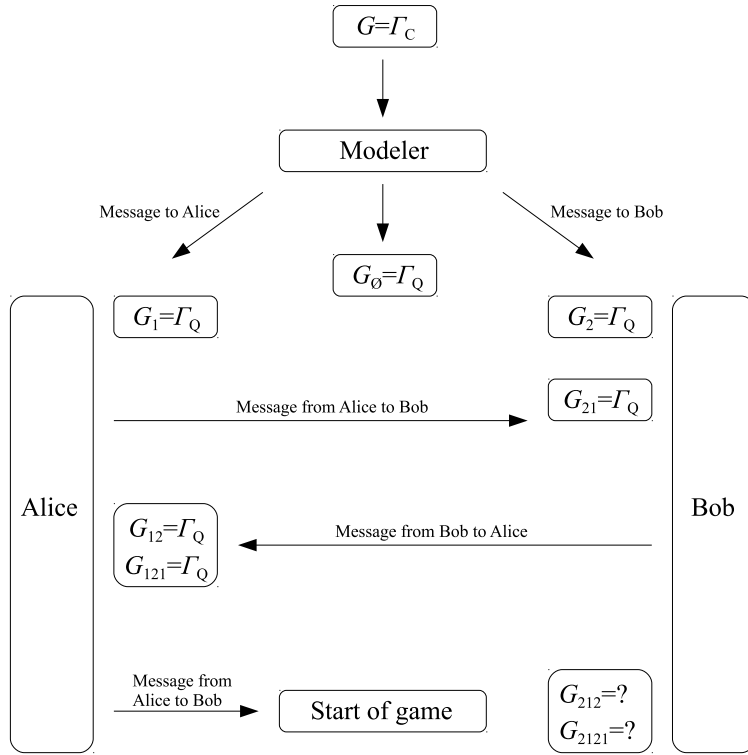 G=Γ_C
Modeler
Message to Alice
Message to Bob
G_Ø=Γ_Q
G_1=Γ_Q
G_2=Γ_Q
G_21=Γ_Q
Message from Alice to Bob
Alice
Bob
G_12=Γ_Q
G_121=Γ_Q
Message from Bob to Alice
Message from
Alice to Bob
Start of game
G_212=?
G_2121=?